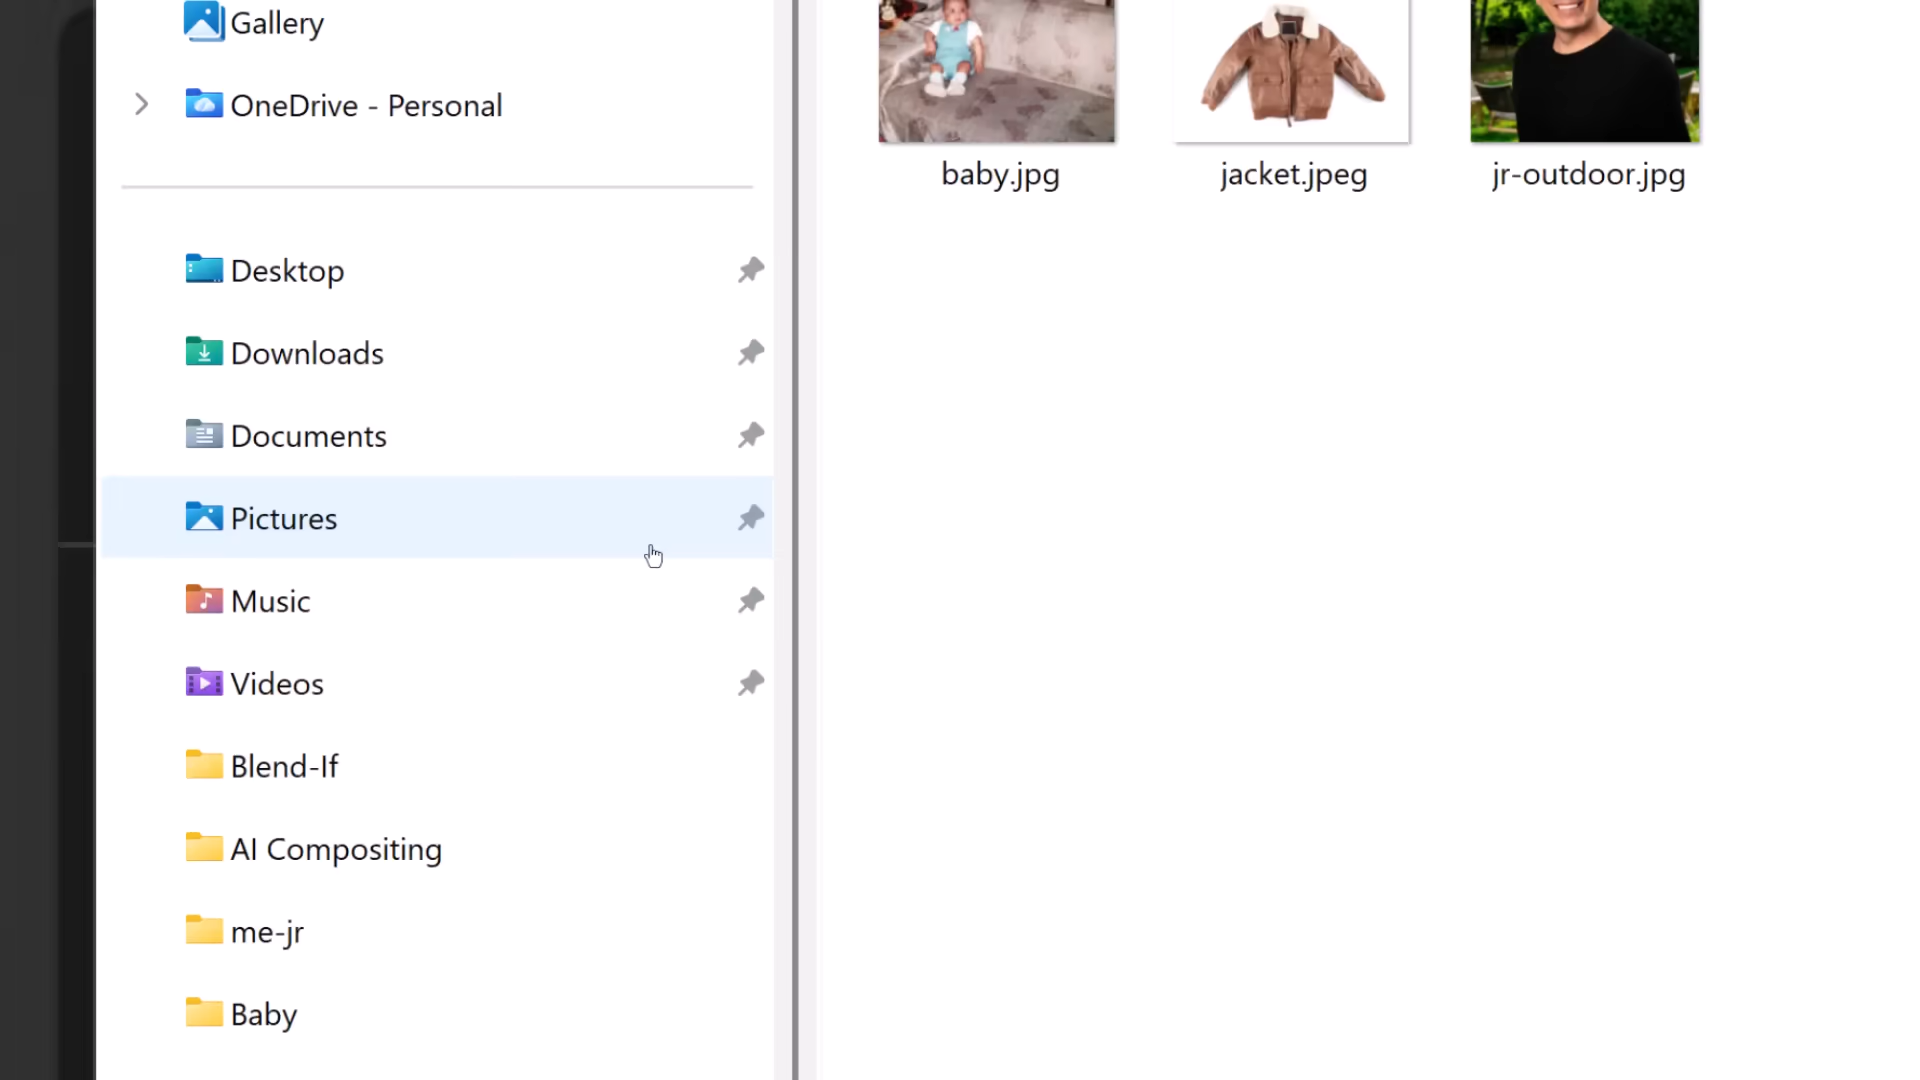 Gallery
OneDrive - Personal
Desktop
Downloads
Documents
Pictures
Music
Videos
Blend-If
AI Compositing
me-jr
Baby
baby.jpg
jacket.jpeg
jr-outdoor.jpg